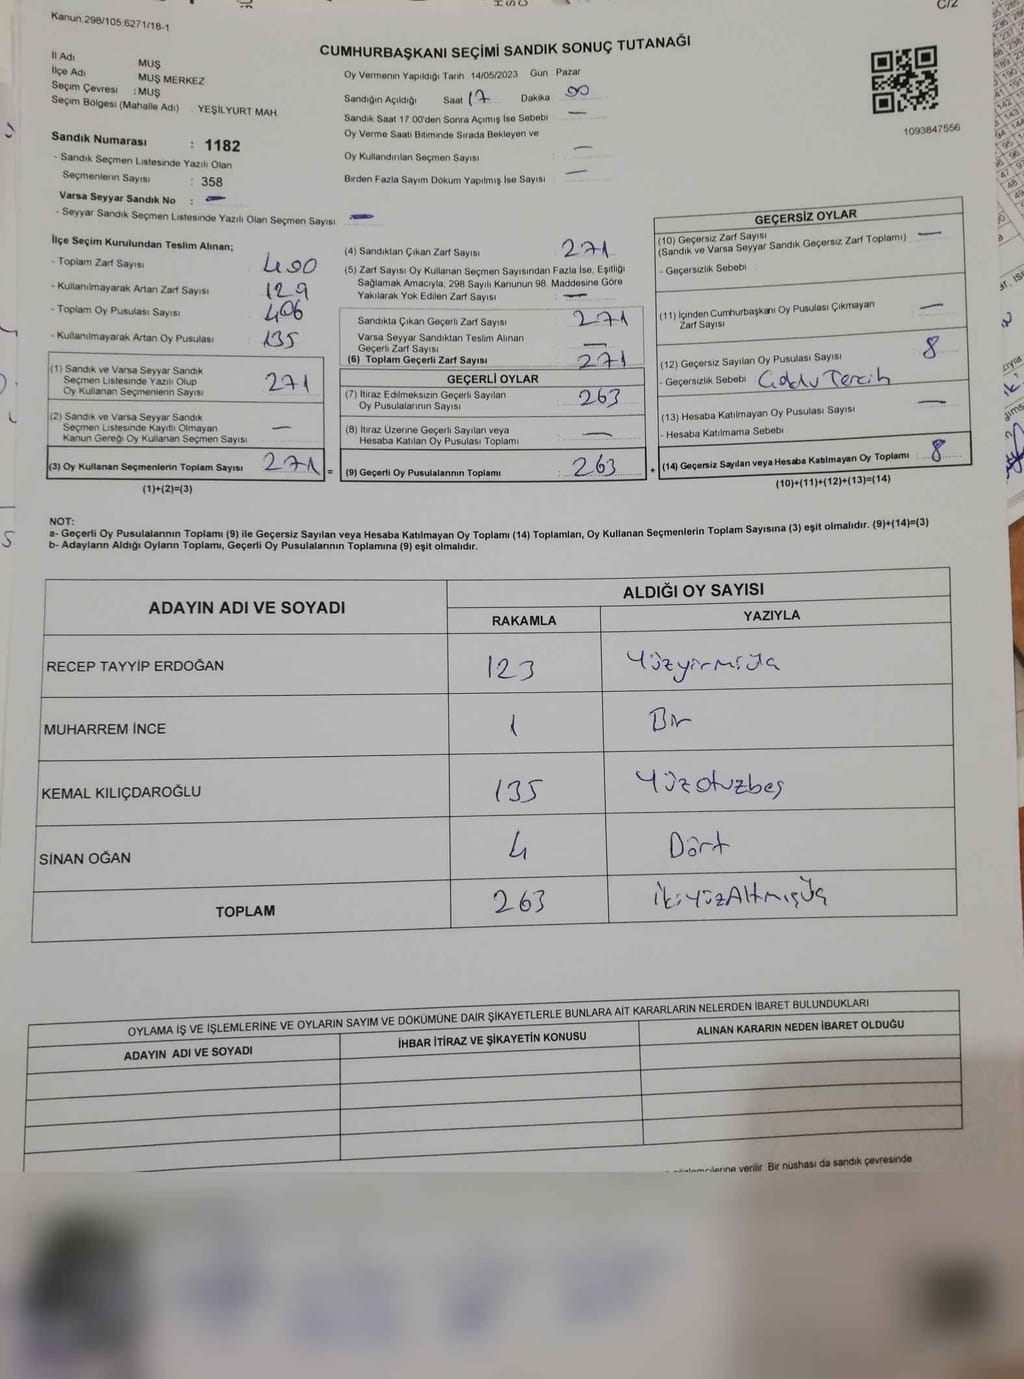 Kanun.298/105.6271/18-1
C/2
CUMHURBAŞKANI SEÇİMİ SANDIK SONUÇ TUTANAĞI
İl Adı MUŞ
İlçe Adı MUŞ MERKEZ
Seçim Çevresi : MUŞ
Seçim Bölgesi (Mahalle Adı) YEŞİLYURT MAH.
Sandık Numarası : 1182
- Sandık Seçmen Listesinde Yazılı Olan
Seçmenlerin Sayısı : 358
Varsa Seyyar Sandık No : —
- Seyyar Sandık Seçmen Listesinde Yazılı Olan Seçmen Sayısı —
Oy Vermenin Yapıldığı Tarih 14/05/2023 Gün Pazar
Sandığın Açıldığı Saat 17 Dakika 00
Sandık Saat 17.00'den Sonra Açımış İse Sebebi —
Oy Verme Saati Bitiminde Sırada Bekleyen ve
Oy Kullandırılan Seçmen Sayısı : —
Birden Fazla Sayım Döküm Yapılmış İse Sayısı : —
1093847556
İlçe Seçim Kurulundan Teslim Alınan;
- Toplam Zarf Sayısı 400
- Kullanılmayarak Artan Zarf Sayısı 129
- Toplam Oy Pusulası Sayısı 406
- Kullanılmayarak Artan Oy Pusulası 135
(1) Sandık ve Varsa Seyyar Sandık
Seçmen Listesinde Yazılı Olup
Oy Kullanan Seçmenlerin Sayısı 271
(2) Sandık ve Varsa Seyyar Sandık
Seçmen Listesinde Kayıtlı Olmayan
Kanun Gereği Oy Kullanan Seçmen Sayısı —
(3) Oy Kullanan Seçmenlerin Toplam Sayısı 271 =
(1)+(2)=(3)
(4) Sandıktan Çıkan Zarf Sayısı 271
(5) Zarf Sayısı Oy Kullanan Seçmen Sayısından Fazla İse, Eşitliği
Sağlamak Amacıyla, 298 Sayılı Kanunun 98. Maddesine Göre
Yakılarak Yok Edilen Zarf Sayısı : —
Sandıkta Çıkan Geçerli Zarf Sayısı 271
Varsa Seyyar Sandıktan Teslim Alınan
Geçerli Zarf Sayısı —
(6) Toplam Geçerli Zarf Sayısı 271
GEÇERLİ OYLAR
(7) İtiraz Edilmeksizin Geçerli Sayılan
Oy Pusulalarının Sayısı : 263
(8) İtiraz Üzerine Geçerli Sayılan veya
Hesaba Katılan Oy Pusulası Toplamı : —
(9) Geçerli Oy Pusulalarının Toplamı : 263 +
GEÇERSİZ OYLAR
(10) Geçersiz Zarf Sayısı
(Sandık ve Varsa Seyyar Sandık Geçersiz Zarf Toplamı) —
- Geçersizlik Sebebi :
(11) İçinden Cumhurbaşkanı Oy Pusulası Çıkmayan
Zarf Sayısı —
(12) Geçersiz Sayılan Oy Pusulası Sayısı : 8
- Geçersizlik Sebebi Çoklu Tercih
(13) Hesaba Katılmayan Oy Pusulası Sayısı : —
- Hesaba Katılmama Sebebi :
(14) Geçersiz Sayılan veya Hesaba Katılmayan Oy Toplamı : 8
(10)+(11)+(12)+(13)=(14)
NOT:
a- Geçerli Oy Pusulalarının Toplamı (9) ile Geçersiz Sayılan veya Hesaba Katılmayan Oy Toplamı (14) Toplamları, Oy Kullanan Seçmenlerin Toplam Sayısına (3) eşit olmalıdır. (9)+(14)=(3)
b- Adayların Aldığı Oyların Toplamı, Geçerli Oy Pusulalarının Toplamına (9) eşit olmalıdır.
ADAYIN ADI VE SOYADI ALDIĞI OY SAYISI
RAKAMLA YAZIYLA
RECEP TAYYİP ERDOĞAN 123 Yüzyirmiüç
MUHARREM İNCE 1 Bir
KEMAL KILIÇDAROĞLU 135 Yüzotuzbeş
SİNAN OĞAN 4 Dört
TOPLAM 263 İkiyüzAltmışÜç
OYLAMA İŞ VE İŞLEMLERİNE VE OYLARIN SAYIM VE DÖKÜMÜNE DAİR ŞİKAYETLERLE BUNLARA AİT KARARLARIN NELERDEN İBARET BULUNDUKLARI
ADAYIN ADI VE SOYADI İHBAR İTİRAZ VE ŞİKAYETİN KONUSU ALINAN KARARIN NEDEN İBARET OLDUĞU
verilir. Bir nüshası da sandık çevresinde